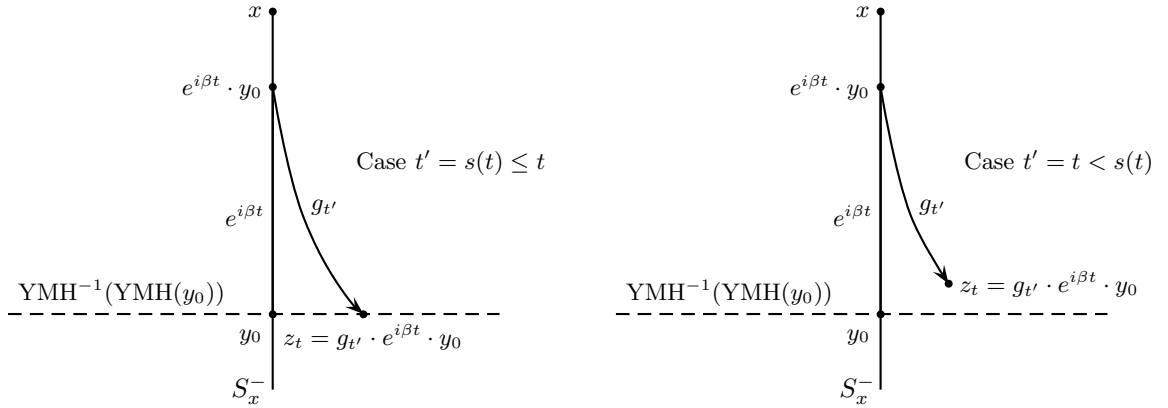 x
e^{iβt} · y_0
Case t′ = s(t) ≤ t
e^{iβt}
g_{t′}
YMH^{−1}(YMH(y_0))
y_0
z_t = g_{t′} · e^{iβt} · y_0
S_x^−
x
e^{iβt} · y_0
Case t′ = t < s(t)
e^{iβt}
g_{t′}
z_t = g_{t′} · e^{iβt} · y_0
YMH^{−1}(YMH(y_0))
y_0
S_x^−